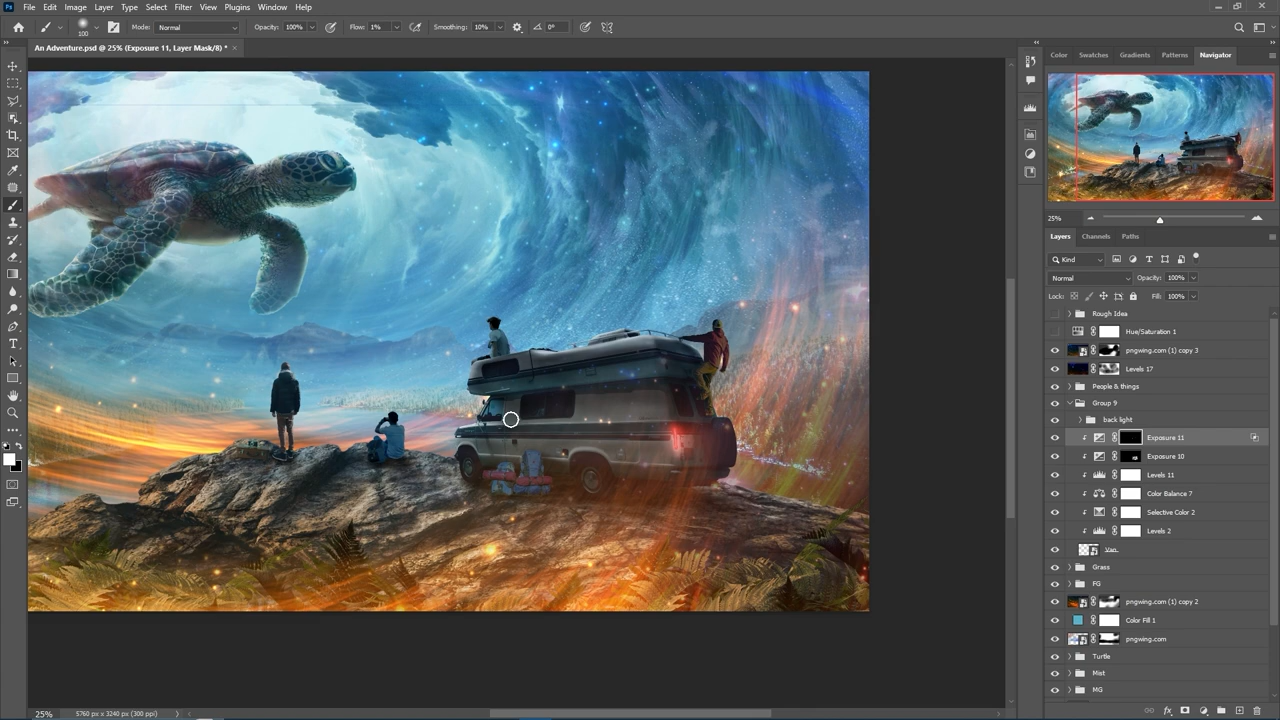 Ps File Edit Image Layer Type Select Filter View Plugins Window Help
100 Mode: Normal Opacity: 100% Flow: 1% Smoothing: 10% 0°
An Adventure.psd @ 25% (Exposure 11, Layer Mask/8) * ×
Color Swatches Gradients Patterns Navigator
25%
Layers Channels Paths
Kind
Normal Opacity: 100%
Lock: Fill: 100%
Rough Idea
Hue/Saturation 1
pngwing.com (1) copy 3
Levels 17
People & things
Group 9
back light
Exposure 11
Exposure 10
Levels 11
Color Balance 7
Selective Color 2
Levels 2
Van
Grass
FG
pngwing.com (1) copy 2
Color Fill 1
pngwing.com
Turtle
Mist
MG
25% 5760 px x 3240 px (300 ppi)
fx